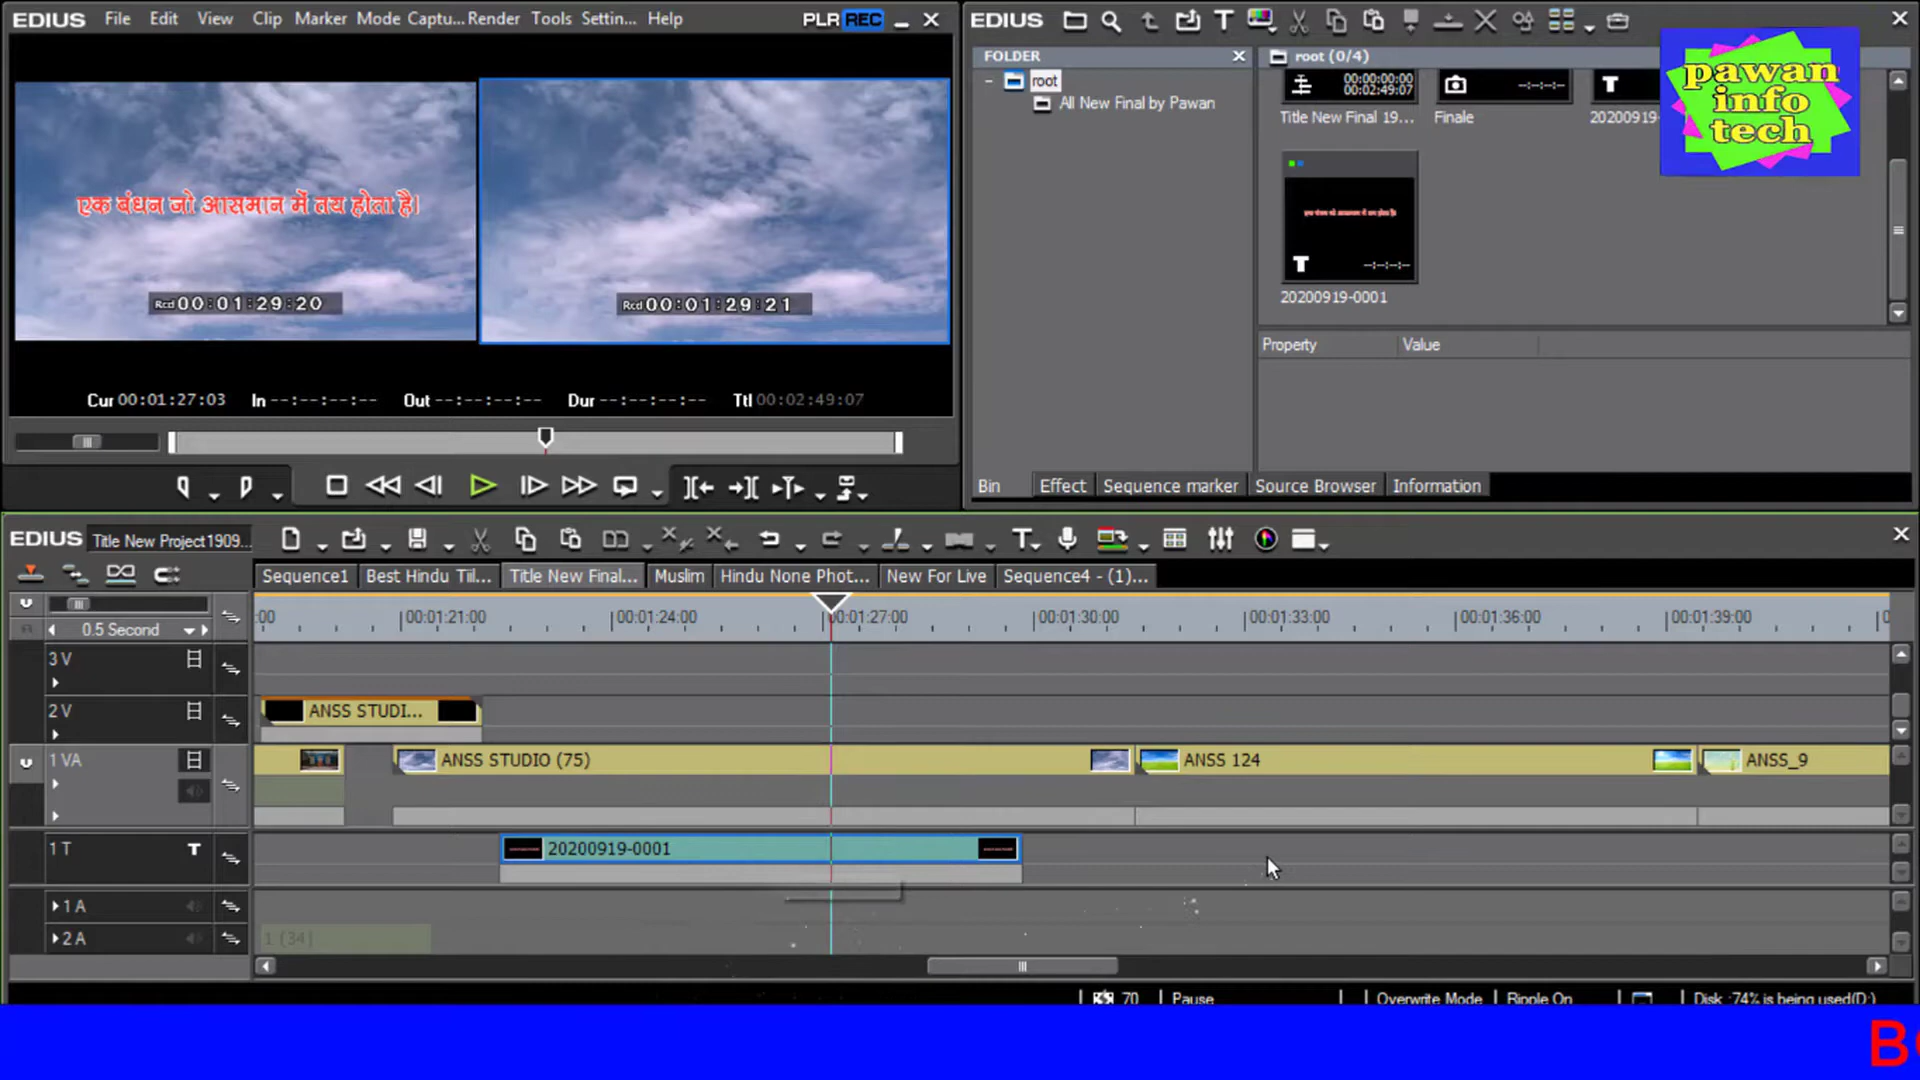 EDIUS File Edit View Clip Marker Mode Captu... Render Tools Settin... Help PLR REC
एक बंधन जो आसमान में तय होता है।
Rcd 00:01:29:20
Rcd 00:01:29:21
Cur 00:01:27:03 In --:--:--:-- Out --:--:--:-- Dur --:--:--:-- Ttl 00:02:49:07
EDIUS
FOLDER
root
All New Final by Pawan
root (0/4)
00:00:00:00
00:02:49:07
--:--:--:--
T
Title New Final 19...
Finale
20200919-
T --:--:--:--
20200919-0001
pawan
info
tech
Property Value
Bin Effect Sequence marker Source Browser Information
EDIUS Title New Project1909...
Sequence1 Best Hindu Til... Title New Final... Muslim Hindu None Phot... New For Live Sequence4 - (1)...
0.5 Second
:00 00:01:21:00 00:01:24:00 00:01:27:00 00:01:30:00 00:01:33:00 00:01:36:00 00:01:39:00
3 V
2 V ANSS STUDI...
1 VA ANSS STUDIO (75) ANSS 124 ANSS_9
1 T T 20200919-0001
1 A
2 A 1 (34)
70 Pause Overwrite Mode Ripple On Disk :74% is being used(D:)
B